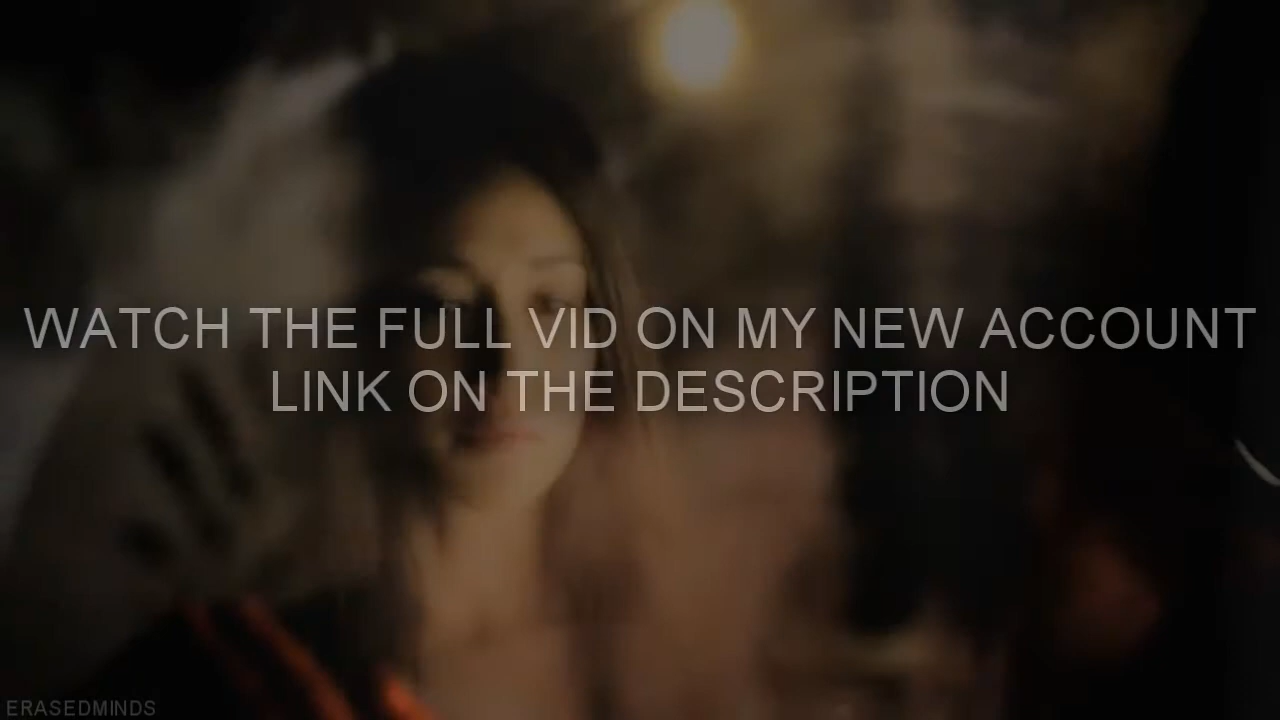 WATCH THE FULL VID ON MY NEW ACCOUNT
LINK ON THE DESCRIPTION
ERASEDMINDS